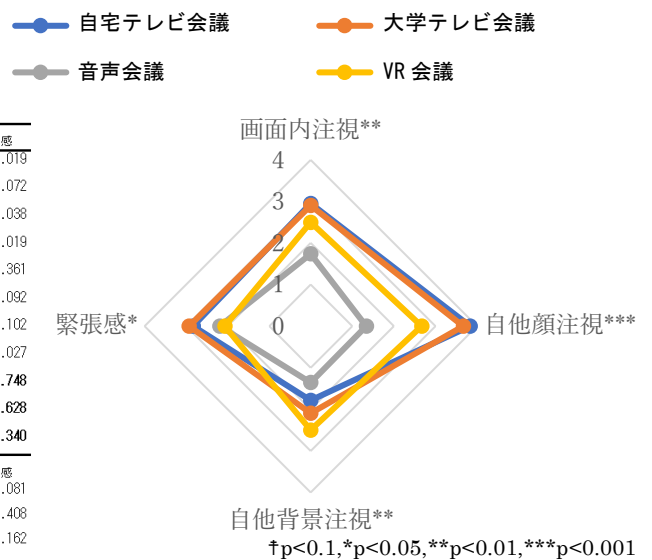 自宅テレビ会議
大学テレビ会議
音声会議
VR 会議
感
.019
.072
.038
.019
.361
.092
.102
.027
.748
.628
.340
感
.081
.408
.162
画面内注視**
4
3
2
1
0
緊張感*
自他顔注視***
自他背景注視**
†p<0.1,*p<0.05,**p<0.01,***p<0.001